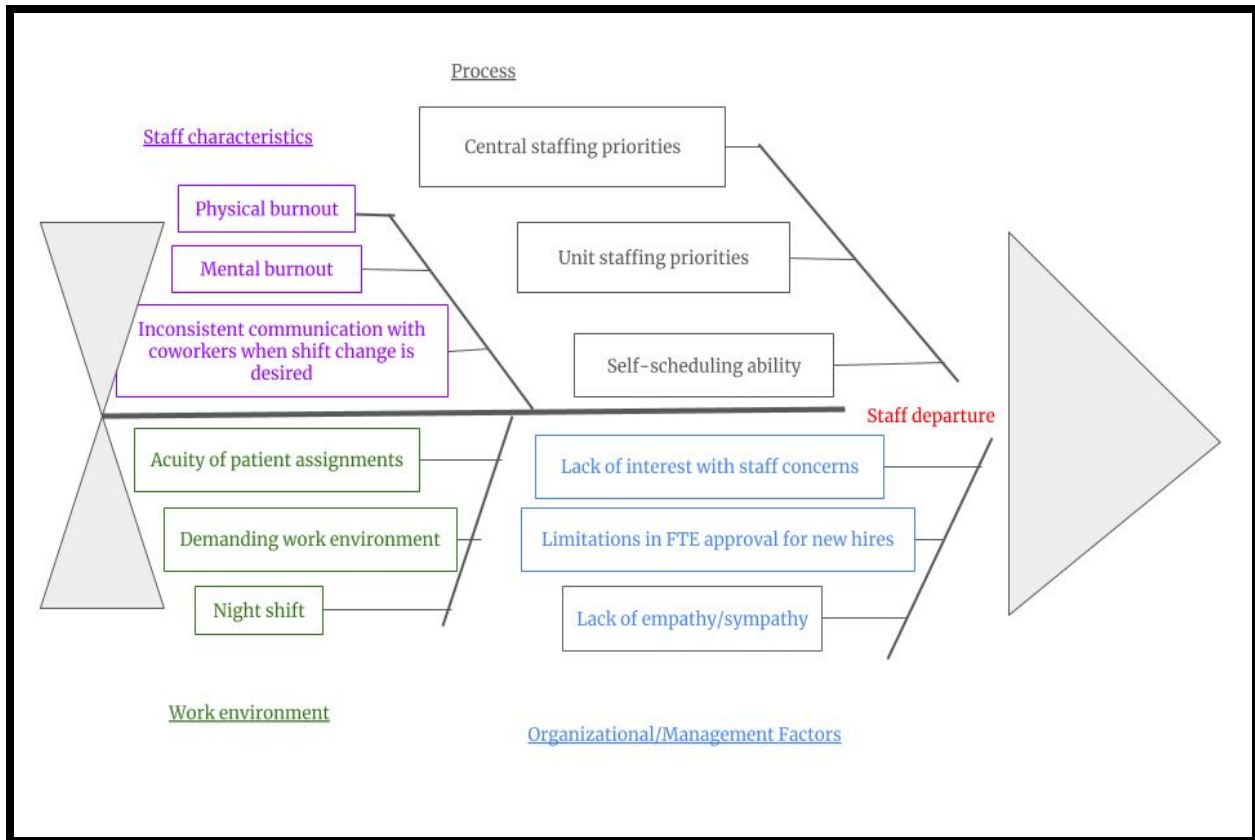 Process
Staff characteristics
Central staffing priorities
Physical burnout
Unit staffing priorities
Mental burnout
Inconsistent communication with
coworkers when shift change is
desired
Self-scheduling ability
Staff departure
Acuity of patient assignments
Lack of interest with staff concerns
Demanding work environment
Limitations in FTE approval for new hires
Night shift
Lack of empathy/sympathy
Work environment
Organizational/Management Factors